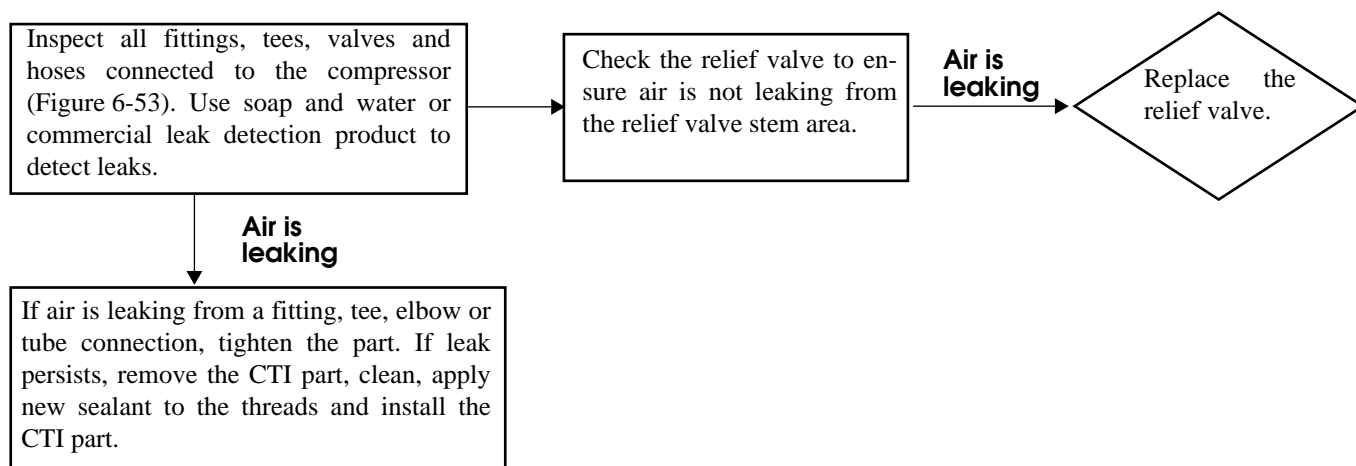 Inspect all fittings, tees, valves and
hoses connected to the compressor
(Figure 6-53). Use soap and water or
commercial leak detection product to
detect leaks.
Check the relief valve to en-
sure air is not leaking from
the relief valve stem area.
Air is
leaking
Replace the
relief valve.
Air is
leaking
If air is leaking from a fitting, tee, elbow or
tube connection, tighten the part. If leak
persists, remove the CTI part, clean, apply
new sealant to the threads and install the
CTI part.